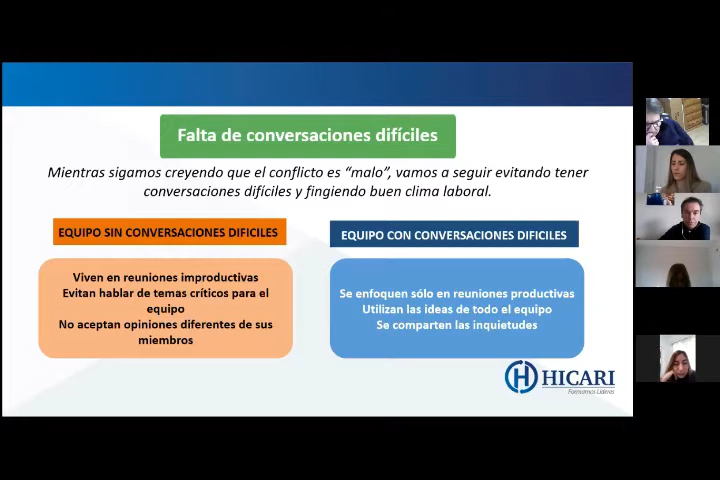 Falta de conversaciones difíciles
Mientras sigamos creyendo que el conflicto es “malo”, vamos a seguir evitando tener
conversaciones difíciles y fingiendo buen clima laboral.
EQUIPO SIN CONVERSACIONES DIFICILES
Viven en reuniones improductivas
Evitan hablar de temas críticos para el
equipo
No aceptan opiniones diferentes de sus
miembros
EQUIPO CON CONVERSACIONES DIFICILES
Se enfoquen sólo en reuniones productivas
Utilizan las ideas de todo el equipo
Se comparten las inquietudes
HICARI
Formamos Líderes